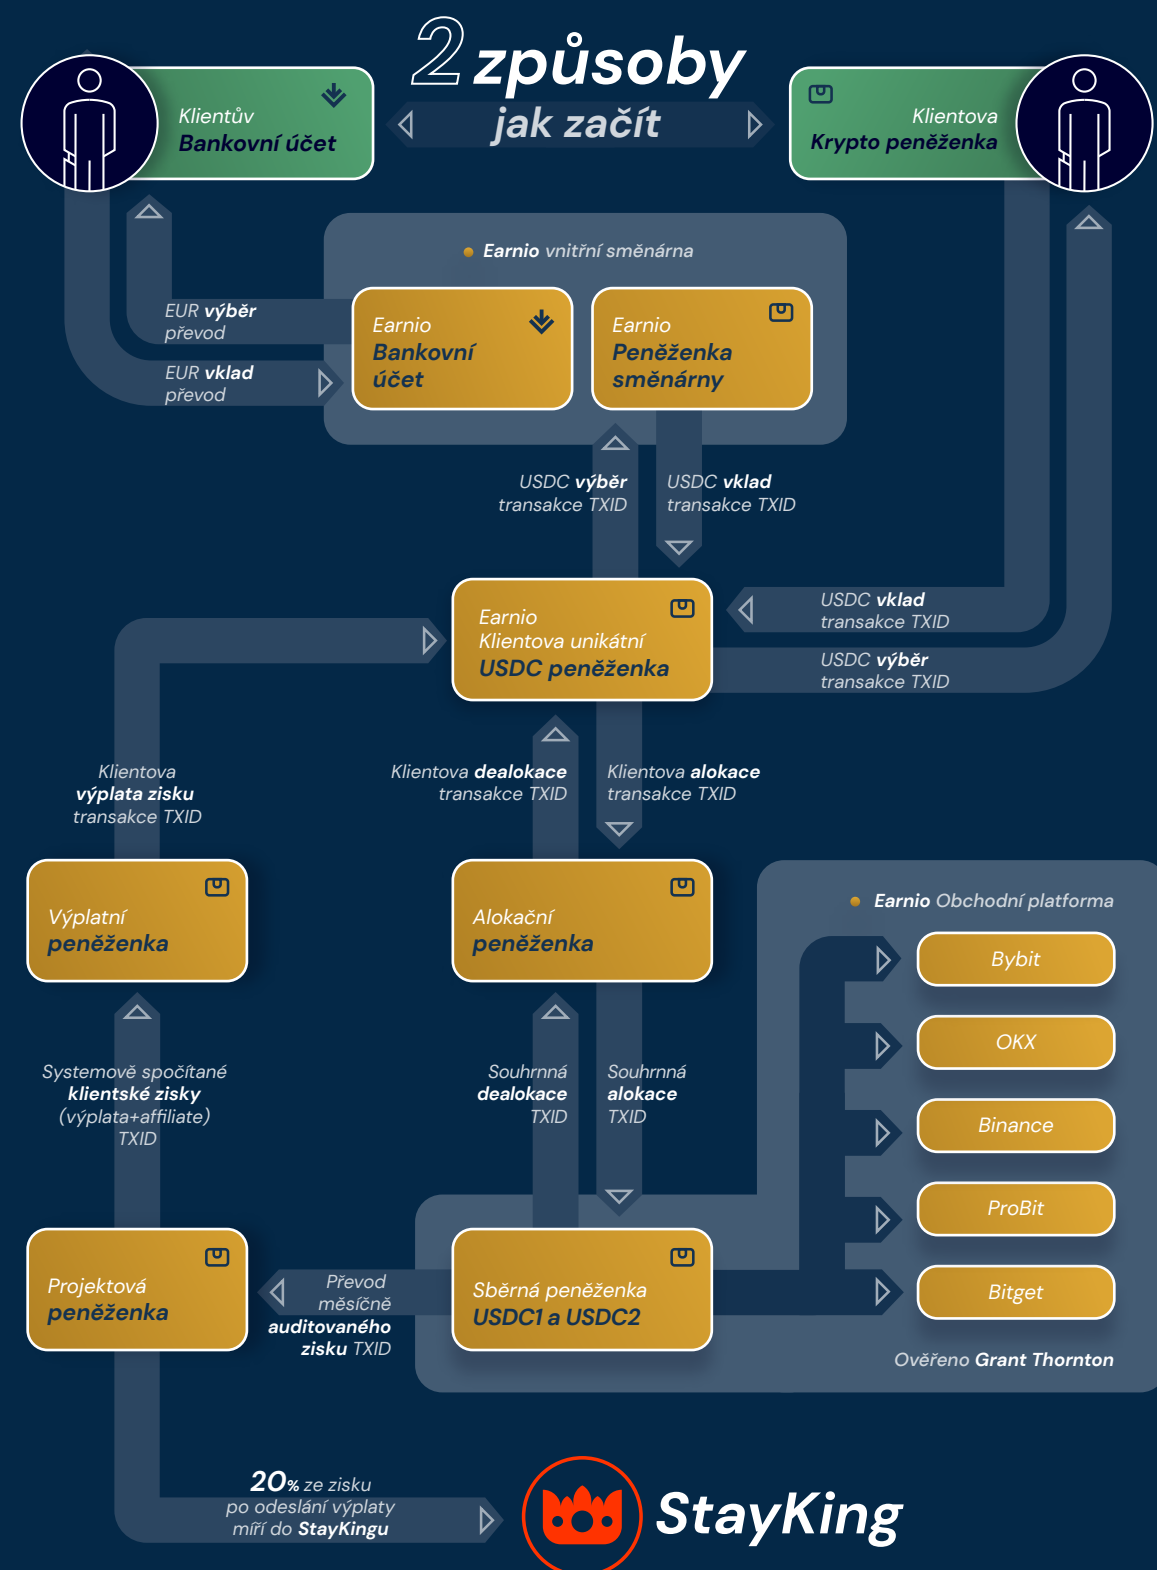 2 způsoby
jak začít
Klientův
Bankovní účet
Klientova
Krypto peněženka
Earnio vnitřní směnárna
EUR výběr
převod
EUR vklad
převod
Earnio
Bankovní
účet
Earnio
Peněženka
směnárny
USDC výběr
transakce TXID
USDC vklad
transakce TXID
Earnio
Klientova unikátní
USDC peněženka
USDC vklad
transakce TXID
USDC výběr
transakce TXID
Klientova
výplata zisku
transakce TXID
Klientova dealokace
transakce TXID
Klientova alokace
transakce TXID
Výplatní
peněženka
Alokační
peněženka
Earnio Obchodní platforma
Bybit
OKX
Binance
ProBit
Bitget
Ověřeno Grant Thornton
Systemově spočítané
klientské zisky
(výplata+affiliate)
TXID
Souhrnná
dealokace
TXID
Souhrnná
alokace
TXID
Projektová
peněženka
Převod
měsíčně
auditovaného
zisku TXID
Sběrná peněženka
USDC1 a USDC2
20% ze zisku
po odeslání výplaty
míří do StayKingu
StayKing